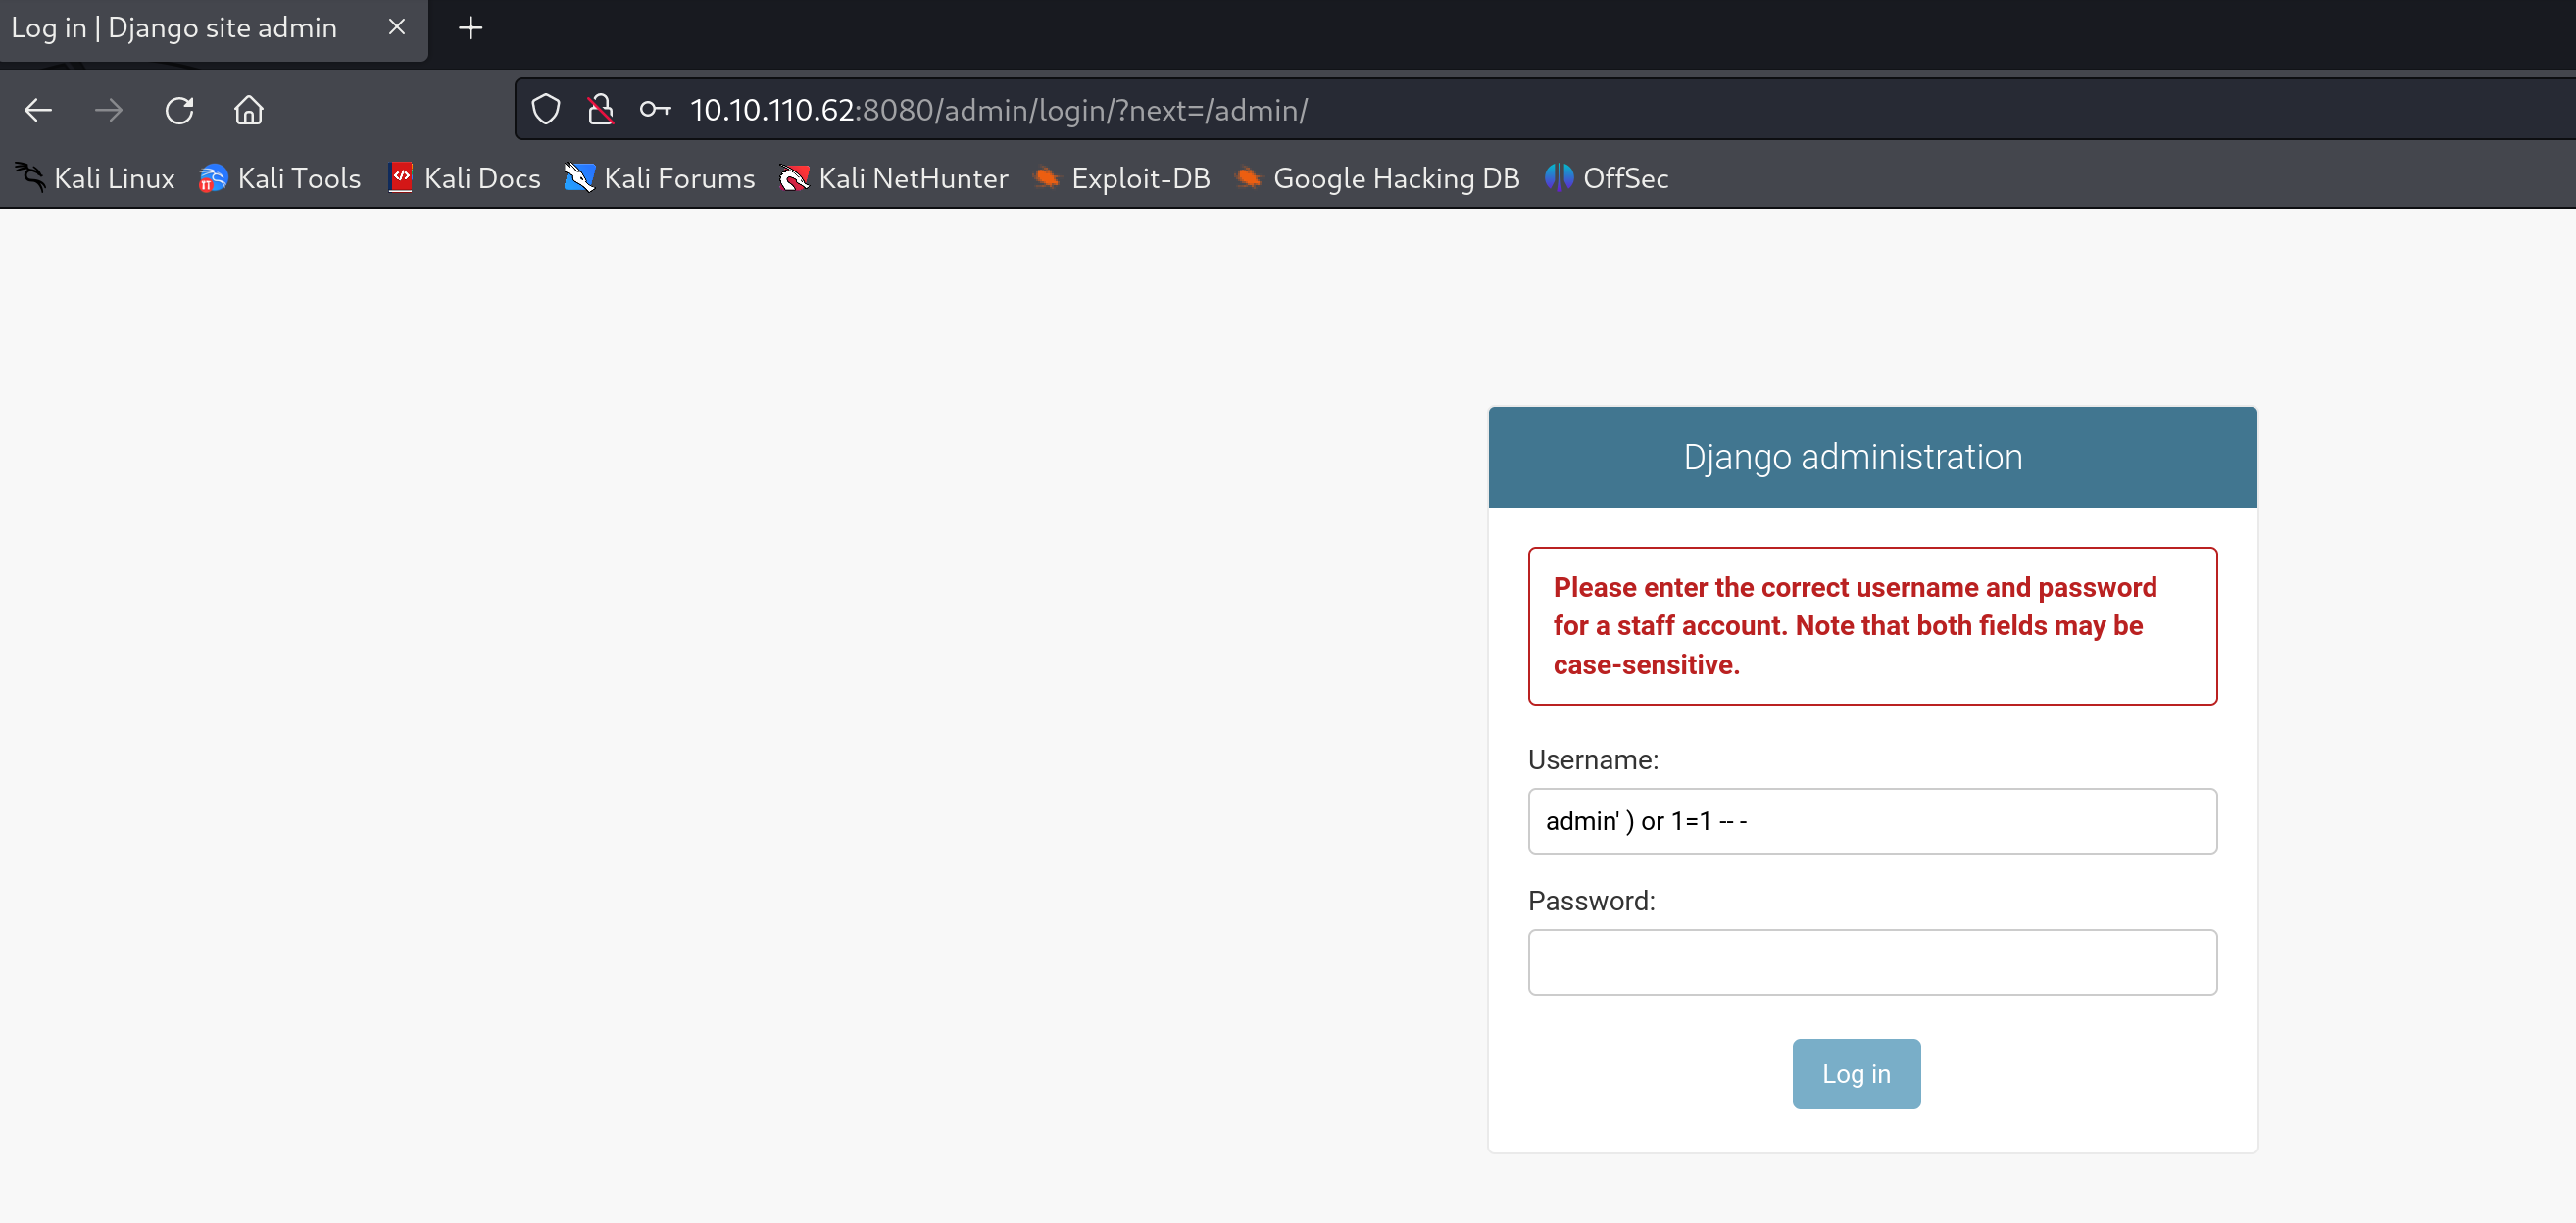 Log in | Django site admin
10.10.110.62:8080/admin/login/?next=/admin/
Kali Linux Kali Tools Kali Docs Kali Forums Kali NetHunter Exploit-DB Google Hacking DB OffSec
Django administration
Please enter the correct username and password
for a staff account. Note that both fields may be
case-sensitive.
Username:
admin' ) or 1=1 -- -
Password:
Log in